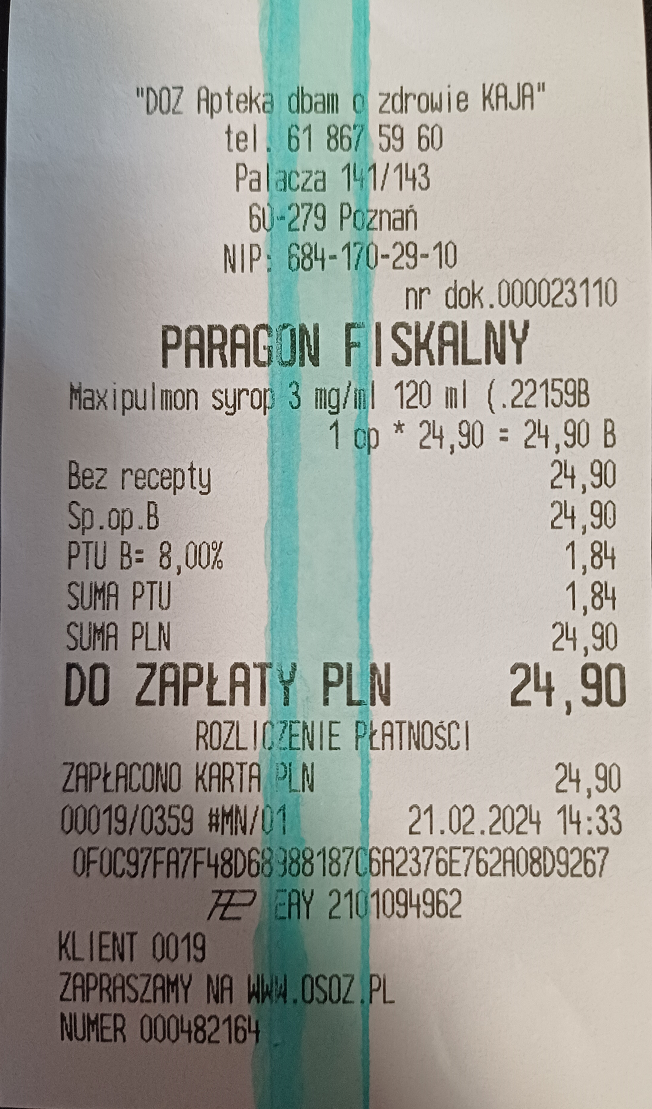 "DOZ Apteka dbam o zdrowie KAJA"
tel. 61 867 59 60
Palacza 141/143
60-279 Poznań
NIP: 684-170-29-10
nr dok.000023110
PARAGON FISKALNY
Maxipulmon syrop 3 mg/ml 120 ml (.22159B
1 op * 24,90 = 24,90 B
Bez recepty 24,90
Sp.op.B 24,90
PTU B= 8,00% 1,84
SUMA PTU 1,84
SUMA PLN 24,90
DO ZAPŁATY PLN 24,90
ROZLICZENIE PŁATNOŚCI
ZAPŁACONO KARTA PLN 24,90
00019/0359 #MN/01 21.02.2024 14:33
0F0C97FA7F48D68988187C6A2376E762A08D9267
EAY 2101094962
KLIENT 0019
ZAPRASZAMY NA WWW.OSOZ.PL
NUMER 000482164